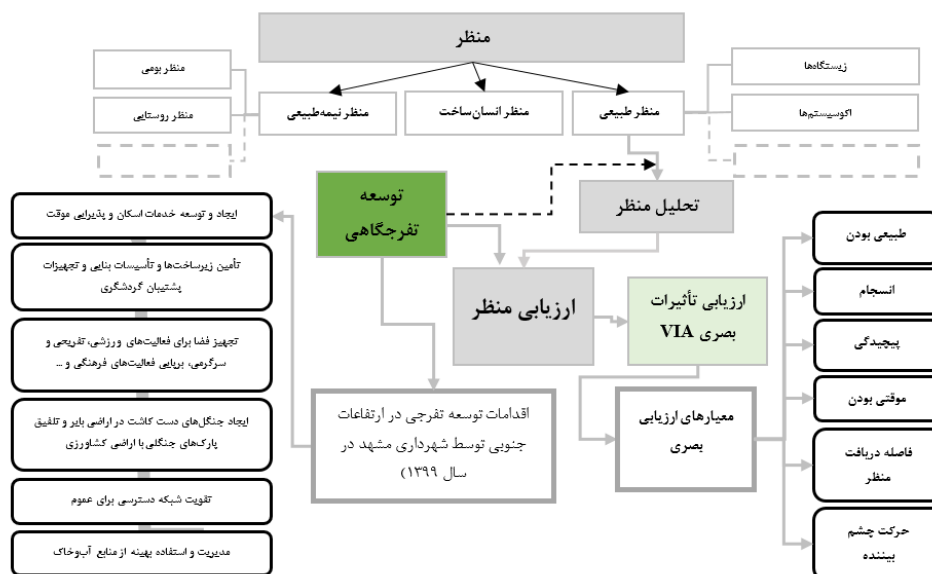 منظر
زیستگاه‌ها
اکوسیستم‌ها
منظر طبیعی
منظر انسان‌ساخت
منظر نیمه‌طبیعی
منظر بومی
منظر روستایی
توسعه
تفرجگاهی
تحلیل منظر
ارزیابی منظر
ارزیابی تأثیرات
بصری VIA
معیارهای ارزیابی
بصری
طبیعی بودن
انسجام
پیچیدگی
موقتی بودن
فاصله دریافت
منظر
حرکت چشم
بیننده
اقدامات توسعه تفرجی در ارتفاعات
جنوبی توسط شهرداری مشهد در
سال ۱۳۹۹)
ایجاد و توسعه خدمات اسکان و پذیرایی موقت
تأمین زیرساخت‌ها و تأسیسات بنایی و تجهیزات
پشتیبان گردشگری
تجهیز فضا برای فعالیت‌های ورزشی، تفریحی و
سرگرمی، برپایی فعالیت‌های فرهنگی و ...
ایجاد جنگل‌های دست کاشت در اراضی بایر و تلفیق
پارک‌های جنگلی با اراضی کشاورزی
تقویت شبکه دسترسی برای عموم
مدیریت و استفاده بهینه از منابع آب‌وخاک